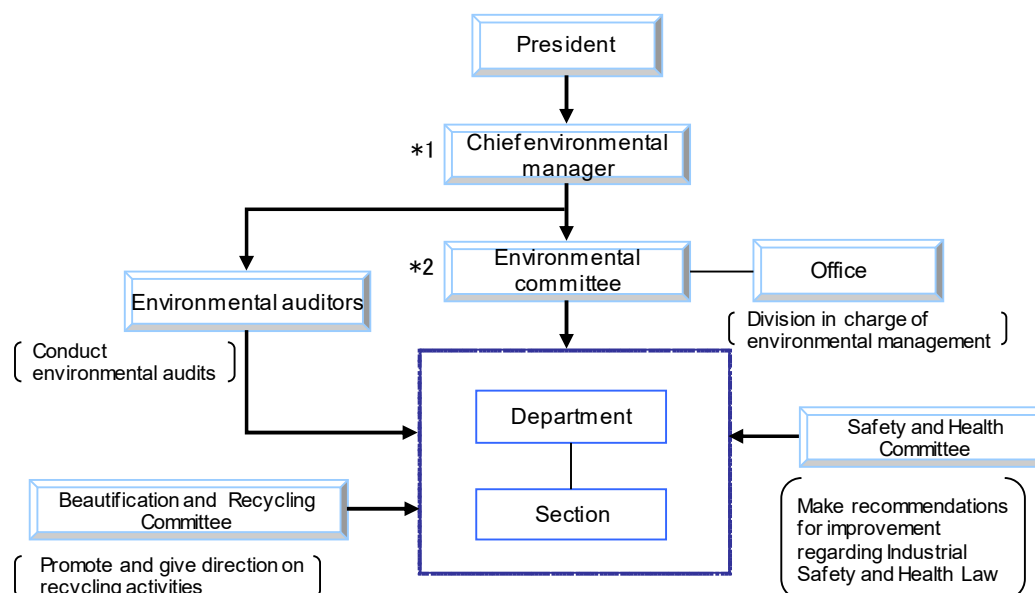 President
*1
Chief environmental
manager
*2
Environmental
committee
Office
Environmental auditors
Division in charge of
environmental management
Conduct
environmental audits
Department
Safety and Health
Committee
Beautification and Recycling
Committee
Section
Make recommendations
for improvement
regarding Industrial
Safety and Health Law
Promote and give direction on
recycling activities